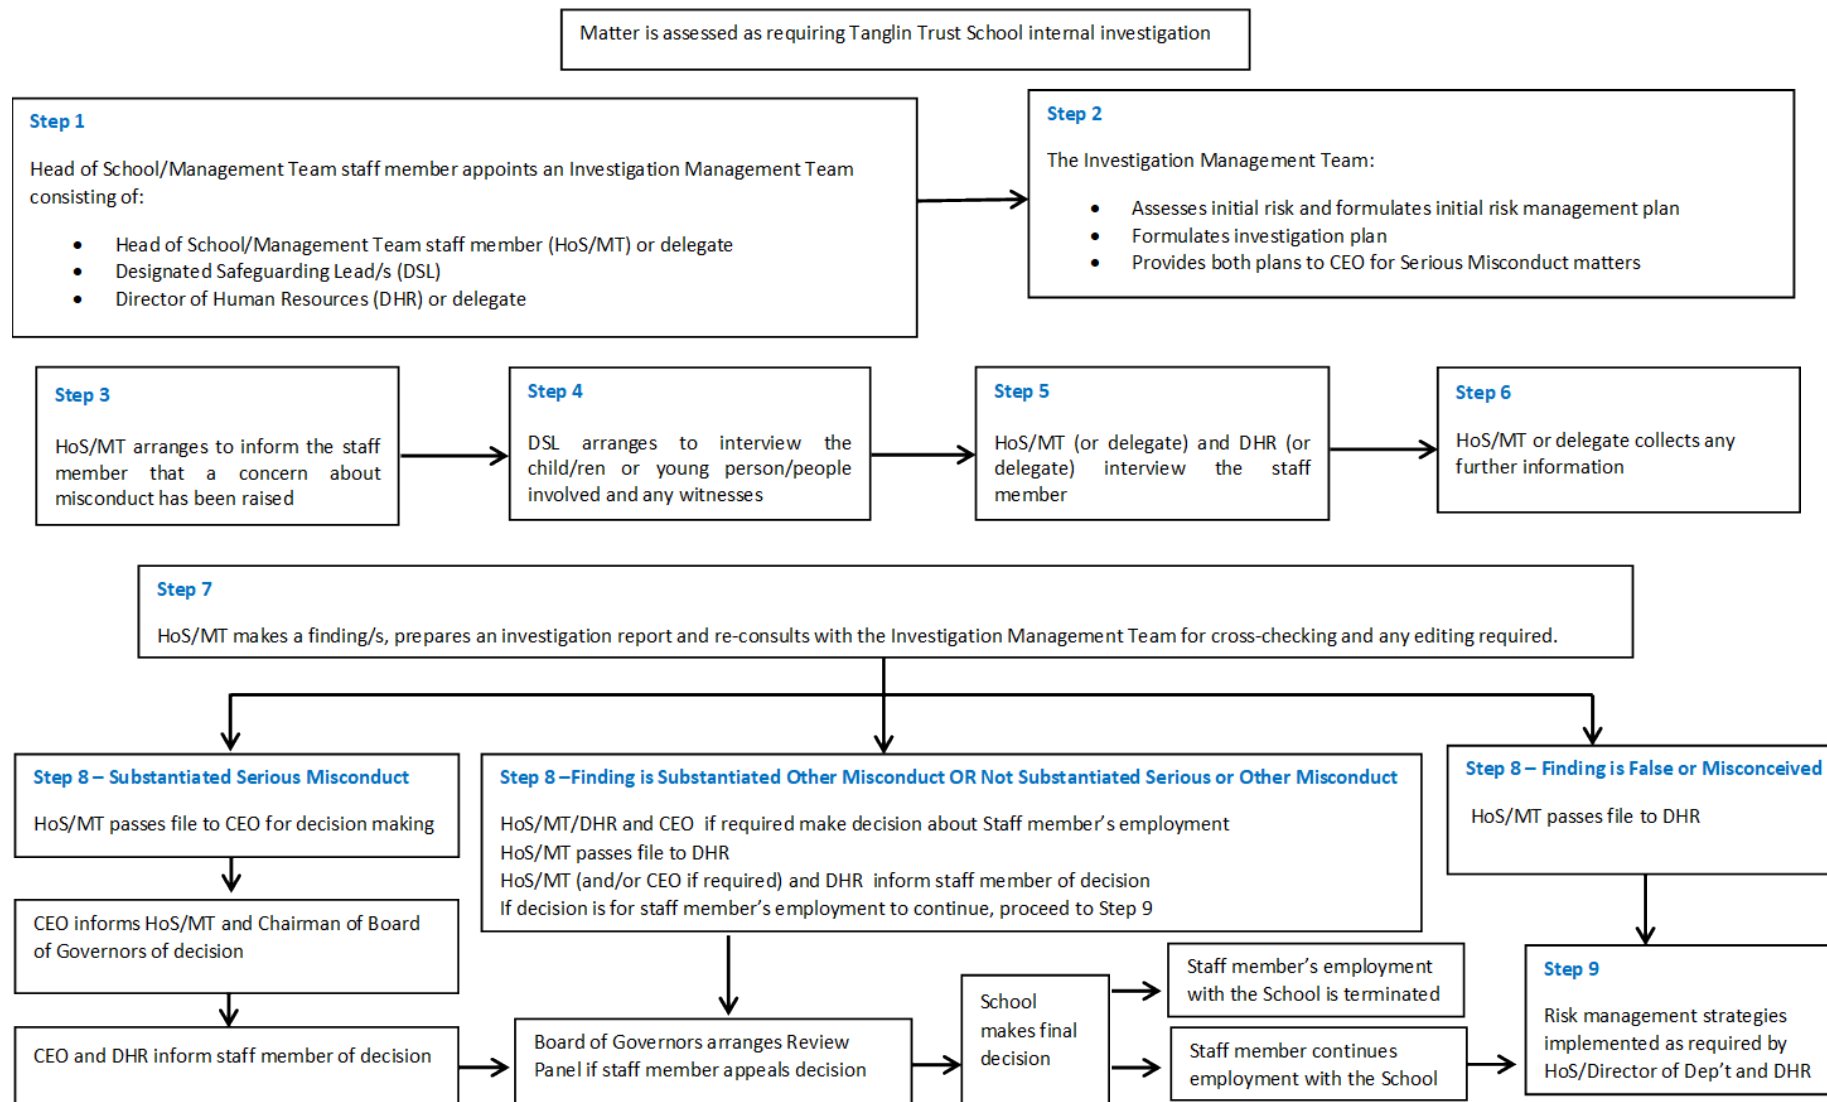 Matter is assessed as requiring Tanglin Trust School internal investigation
Step 1
Head of School/Management Team staff member appoints an Investigation Management Team
consisting of:
• Head of School/Management Team staff member (HoS/MT) or delegate
• Designated Safeguarding Lead/s (DSL)
• Director of Human Resources (DHR) or delegate
Step 2
The Investigation Management Team:
• Assesses initial risk and formulates initial risk management plan
• Formulates investigation plan
• Provides both plans to CEO for Serious Misconduct matters
Step 3
HoS/MT arranges to inform the staff
member that a concern about
misconduct has been raised
Step 4
DSL arranges to interview the
child/ren or young person/people
involved and any witnesses
Step 5
HoS/MT (or delegate) and DHR (or
delegate) interview the staff
member
Step 6
HoS/MT or delegate collects any
further information
Step 7
HoS/MT makes a finding/s, prepares an investigation report and re-consults with the Investigation Management Team for cross-checking and any editing required.
Step 8 – Substantiated Serious Misconduct
HoS/MT passes file to CEO for decision making
CEO informs HoS/MT and Chairman of Board
of Governors of decision
CEO and DHR inform staff member of decision
Step 8 –Finding is Substantiated Other Misconduct OR Not Substantiated Serious or Other Misconduct
HoS/MT/DHR and CEO if required make decision about Staff member’s employment
HoS/MT passes file to DHR
HoS/MT (and/or CEO if required) and DHR inform staff member of decision
If decision is for staff member’s employment to continue, proceed to Step 9
Board of Governors arranges Review
Panel if staff member appeals decision
School
makes final
decision
Staff member’s employment
with the School is terminated
Staff member continues
employment with the School
Step 8 – Finding is False or Misconceived
HoS/MT passes file to DHR
Step 9
Risk management strategies
implemented as required by
HoS/Director of Dep’t and DHR